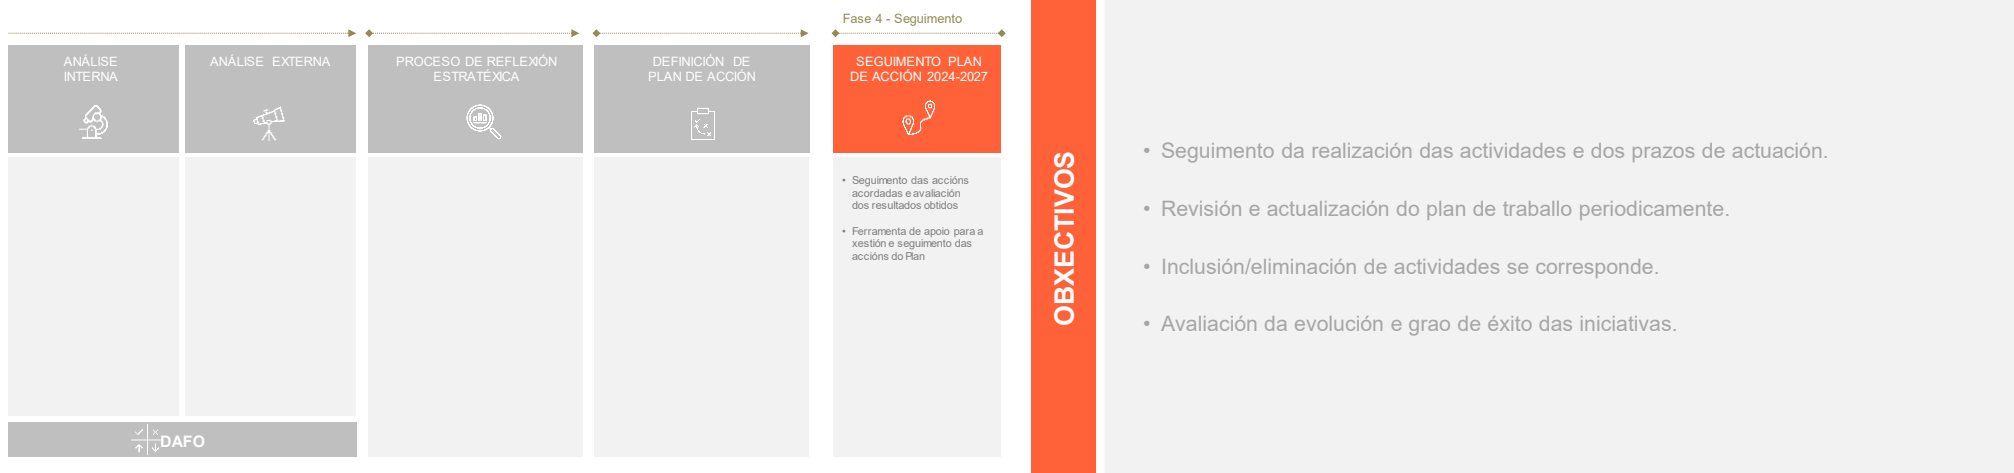 Fase 4 - Seguimento
ANÁLISE
INTERNA
ANÁLISE EXTERNA
PROCESO DE REFLEXIÓN
ESTRATÉXICA
DEFINICIÓN DE
PLAN DE ACCIÓN
SEGUIMENTO PLAN
DE ACCIÓN 2024-2027
• Seguimento das accións
acordadas e avaliación
dos resultados obtidos
• Ferramenta de apoio para a
xestión e seguimento das
accións do Plan
DAFO
OBXECTIVOS
• Seguimento da realización das actividades e dos prazos de actuación.
• Revisión e actualización do plan de traballo periodicamente.
• Inclusión/eliminación de actividades se corresponde.
• Avaliación da evolución e grao de éxito das iniciativas.